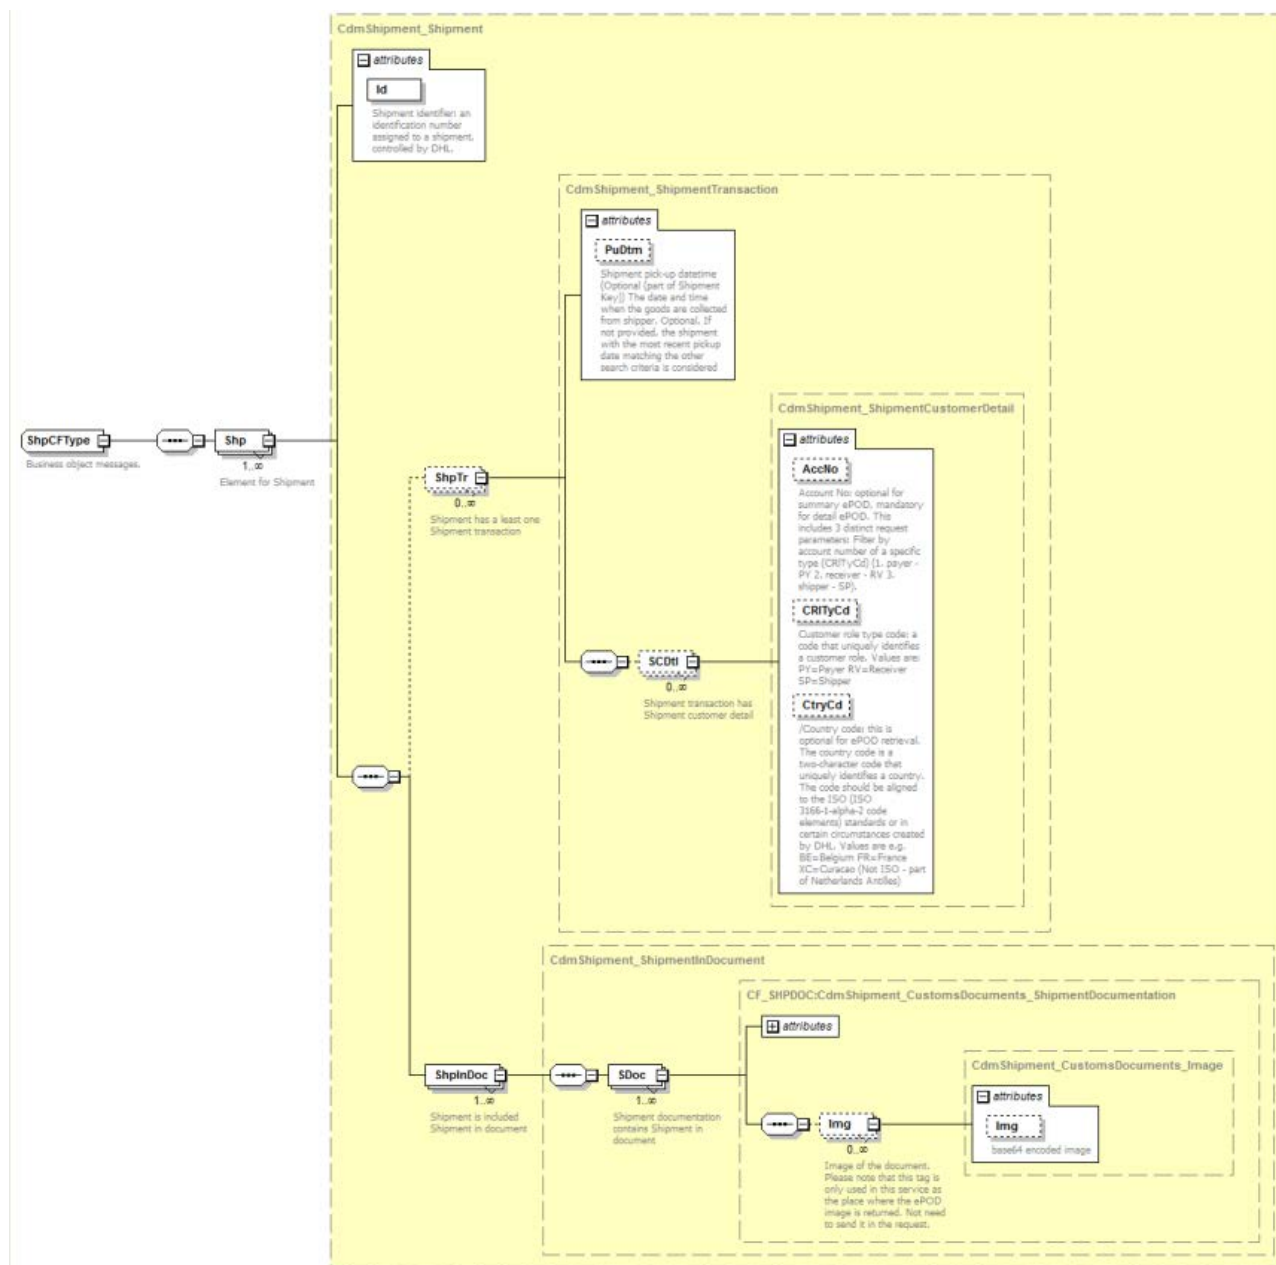 CdmShipment_Shipment
attributes
Id
Shipment identifier: an
identification number
assigned to a shipment,
controlled by DHL.
CdmShipment_ShipmentTransaction
attributes
PuDtm
Shipment pick-up datetime
(Optional (part of Shipment
Key)) The date and time
when the goods are collected
from shipper. Optional. If
not provided, the shipment
with the most recent pickup
date matching the other
search criteria is considered
CdmShipment_ShipmentCustomerDetail
attributes
AccNo
Account No: optional for
summary ePOD, mandatory
for detail ePOD. This
includes 3 distinct request
parameters: Filter by
account number of a specific
type (CRlTyCd) (1. payer -
PY 2. receiver - RV 3.
shipper - SP).
CRlTyCd
Customer role type code: a
code that uniquely identifies
a customer role. Values are:
PY=Payer RV=Receiver
SP=Shipper
CtryCd
/Country code: this is
optional for ePOD retrieval.
The country code is a
two-character code that
uniquely identifies a country.
The code should be aligned
to the ISO (ISO
3166-1-alpha-2 code
elements) standards or in
certain circumstances created
by DHL. Values are e.g.
BE=Belgium FR=France
XC=Curacao (Not ISO - part
of Netherlands Antilles)
ShpCFType
Business object messages.
Shp
1..∞
Element for Shipment
ShpTr
0..∞
Shipment has a least one
Shipment transaction
SCDtl
0..∞
Shipment transaction has
Shipment customer detail
CdmShipment_ShipmentInDocument
CF_SHPDOC:CdmShipment_CustomsDocuments_ShipmentDocumentation
attributes
CdmShipment_CustomsDocuments_Image
attributes
Img
base64 encoded image
ShpInDoc
1..∞
Shipment is included
Shipment in document
SDoc
1..∞
Shipment documentation
contains Shipment in
document
Img
0..∞
Image of the document.
Please note that this tag is
only used in this service as
the place where the ePOD
image is returned. Not need
to send it in the request.